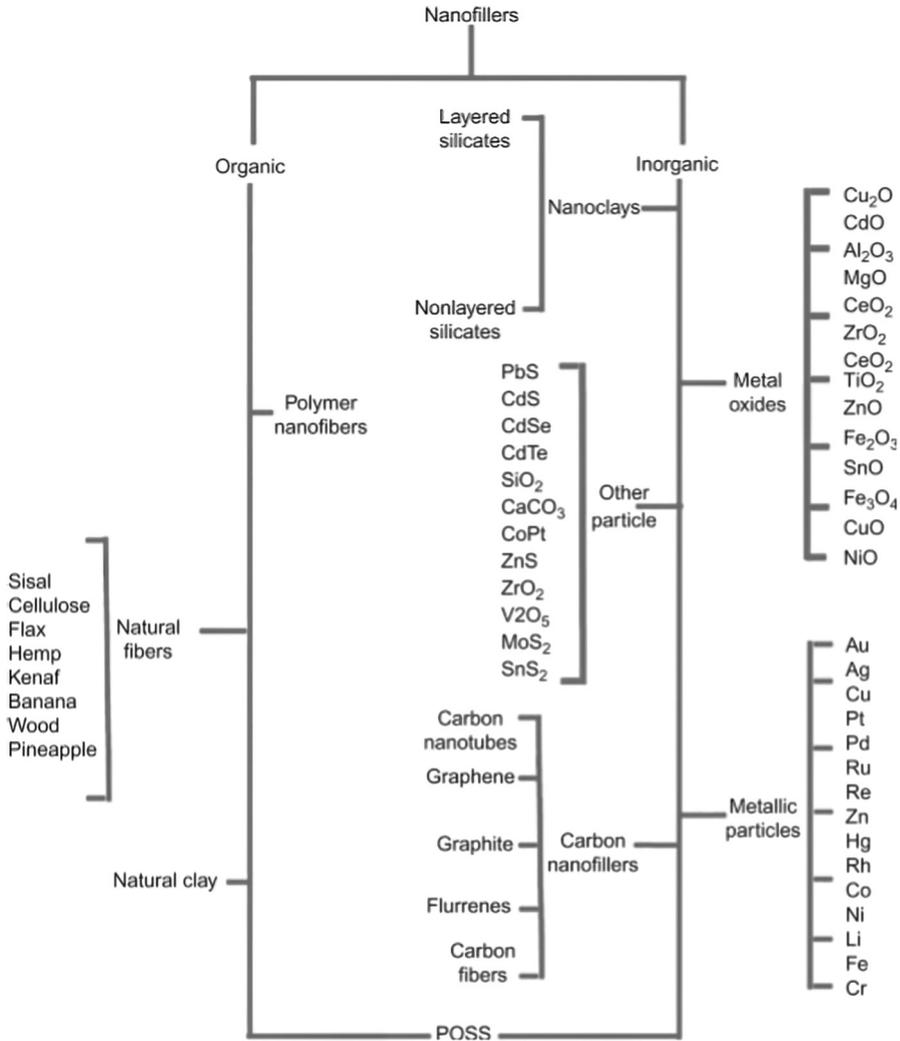 Nanofillers
Organic
Polymer
nanofibers
Natural
fibers
Sisal
Cellulose
Flax
Hemp
Kenaf
Banana
Wood
Pineapple
Natural clay
Inorganic
Nanoclays
Layered
silicates
Nonlayered
silicates
Metal
oxides
Cu₂O
CdO
Al₂O₃
MgO
CeO₂
ZrO₂
CeO₂
TiO₂
ZnO
Fe₂O₃
SnO
Fe₃O₄
CuO
NiO
Other
particle
PbS
CdS
CdSe
CdTe
SiO₂
CaCO₃
CoPt
ZnS
ZrO₂
V2O₅
MoS₂
SnS₂
Metallic
particles
Au
Ag
Cu
Pt
Pd
Ru
Re
Zn
Hg
Rh
Co
Ni
Li
Fe
Cr
Carbon
nanofillers
Carbon
nanotubes
Graphene
Graphite
Flurrenes
Carbon
fibers
POSS